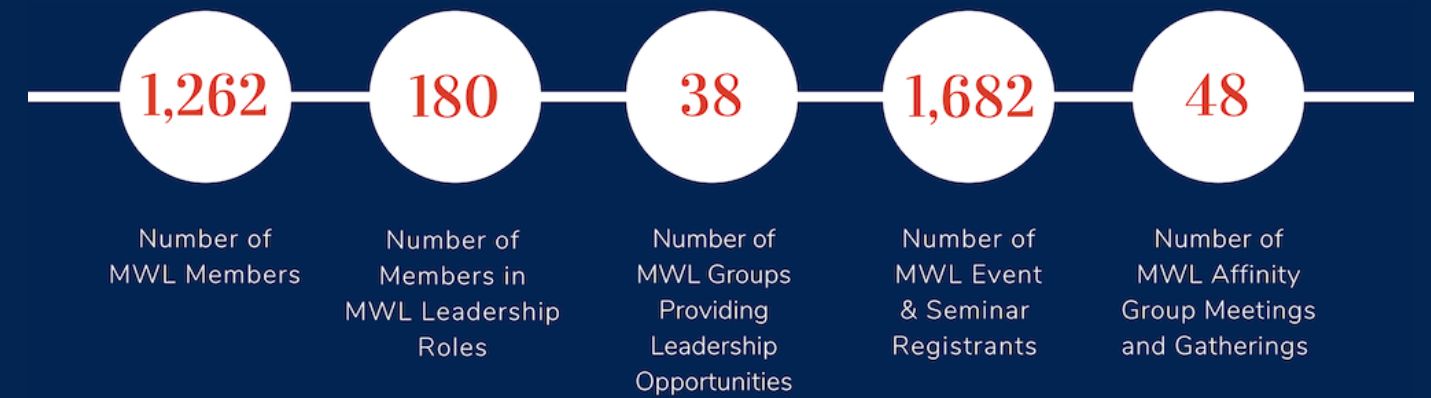 1,262
Number of
MWL Members
180
Number of
Members in
MWL Leadership
Roles
38
Number of
MWL Groups
Providing
Leadership
Opportunities
1,682
Number of
MWL Event
& Seminar
Registrants
48
Number of
MWL Affinity
Group Meetings
and Gatherings